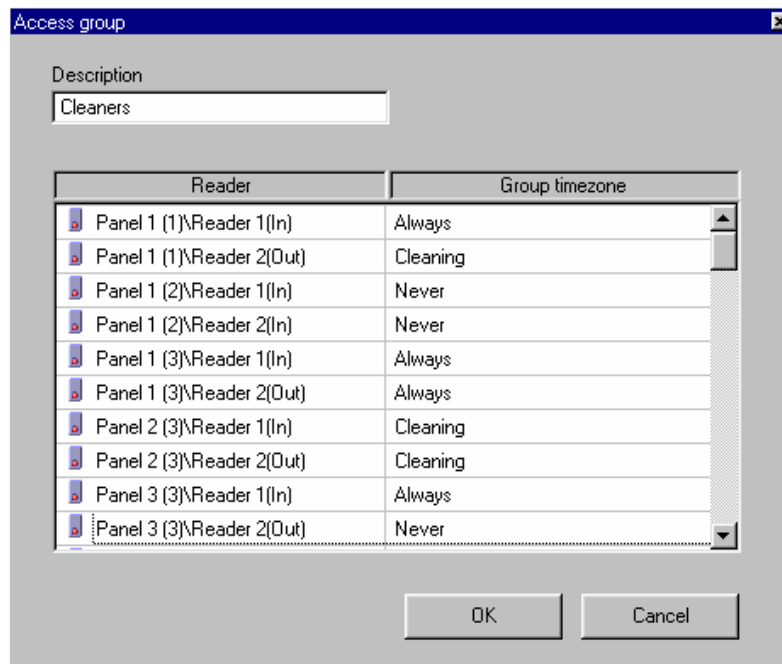 Access group
Description
Cleaners
Reader Group timezone
Panel 1 (1)\Reader 1(In) Always
Panel 1 (1)\Reader 2(Out) Cleaning
Panel 1 (2)\Reader 1(In) Never
Panel 1 (2)\Reader 2(In) Never
Panel 1 (3)\Reader 1(In) Always
Panel 1 (3)\Reader 2(Out) Always
Panel 2 (3)\Reader 1(In) Cleaning
Panel 2 (3)\Reader 2(Out) Cleaning
Panel 3 (3)\Reader 1(In) Always
Panel 3 (3)\Reader 2(Out) Never
OK Cancel